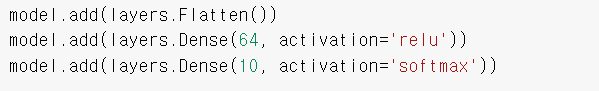 model.add(layers.Flatten())
model.add(layers.Dense(64, activation='relu'))
model.add(layers.Dense(10, activation='softmax'))